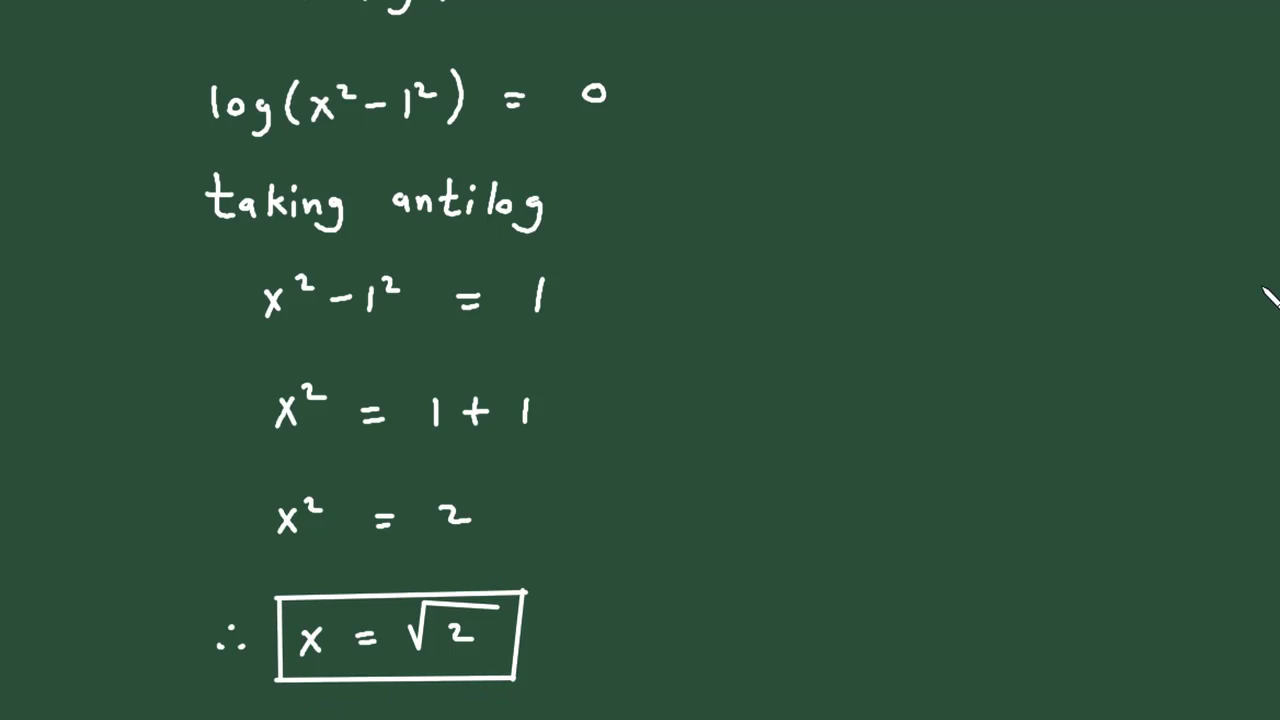 log(x² - 1²) = 0
taking antilog
x² - 1² = 1
x² = 1 + 1
x² = 2
∴ x = √2